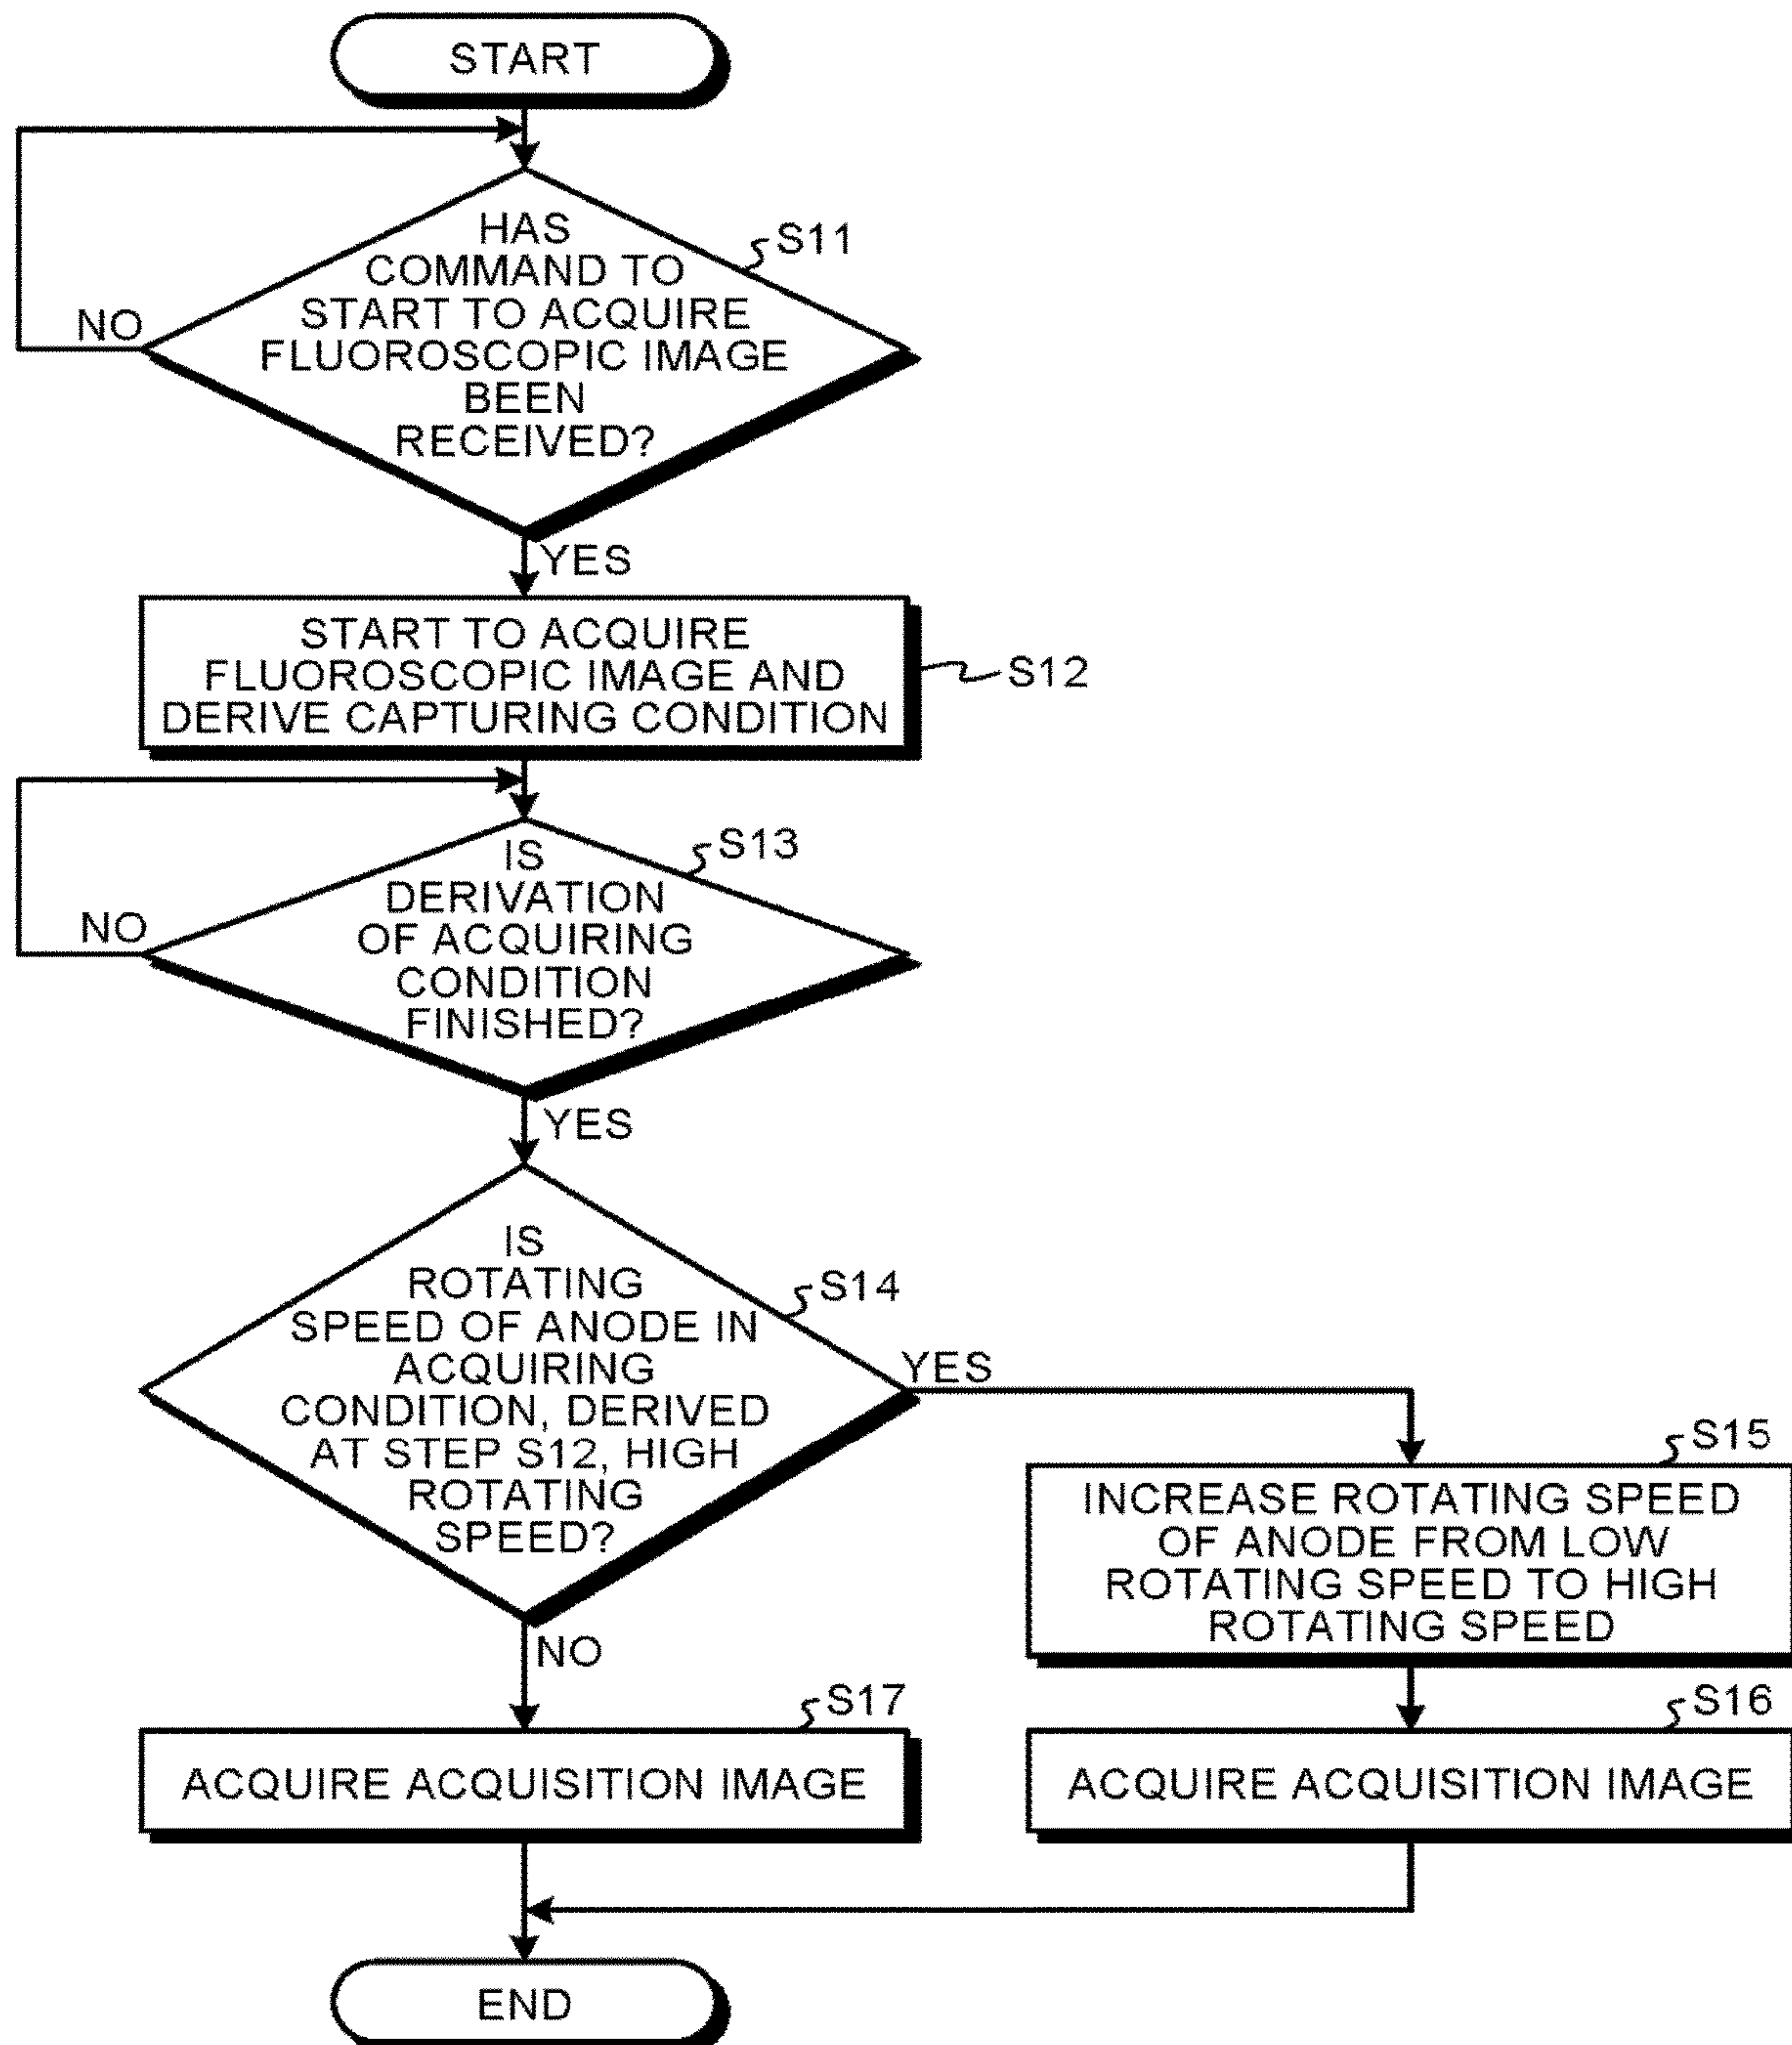 START
HAS
COMMAND TO
START TO ACQUIRE
FLUOROSCOPIC IMAGE
BEEN
RECEIVED?
S11
NO
YES
START TO ACQUIRE
FLUOROSCOPIC IMAGE AND
DERIVE CAPTURING CONDITION
S12
IS
DERIVATION
OF ACQUIRING
CONDITION
FINISHED?
S13
NO
YES
IS
ROTATING
SPEED OF ANODE IN
ACQUIRING
CONDITION, DERIVED
AT STEP S12, HIGH
ROTATING
SPEED?
S14
YES
S15
INCREASE ROTATING SPEED
OF ANODE FROM LOW
ROTATING SPEED TO HIGH
ROTATING SPEED
NO
S17
ACQUIRE ACQUISITION IMAGE
S16
ACQUIRE ACQUISITION IMAGE
END